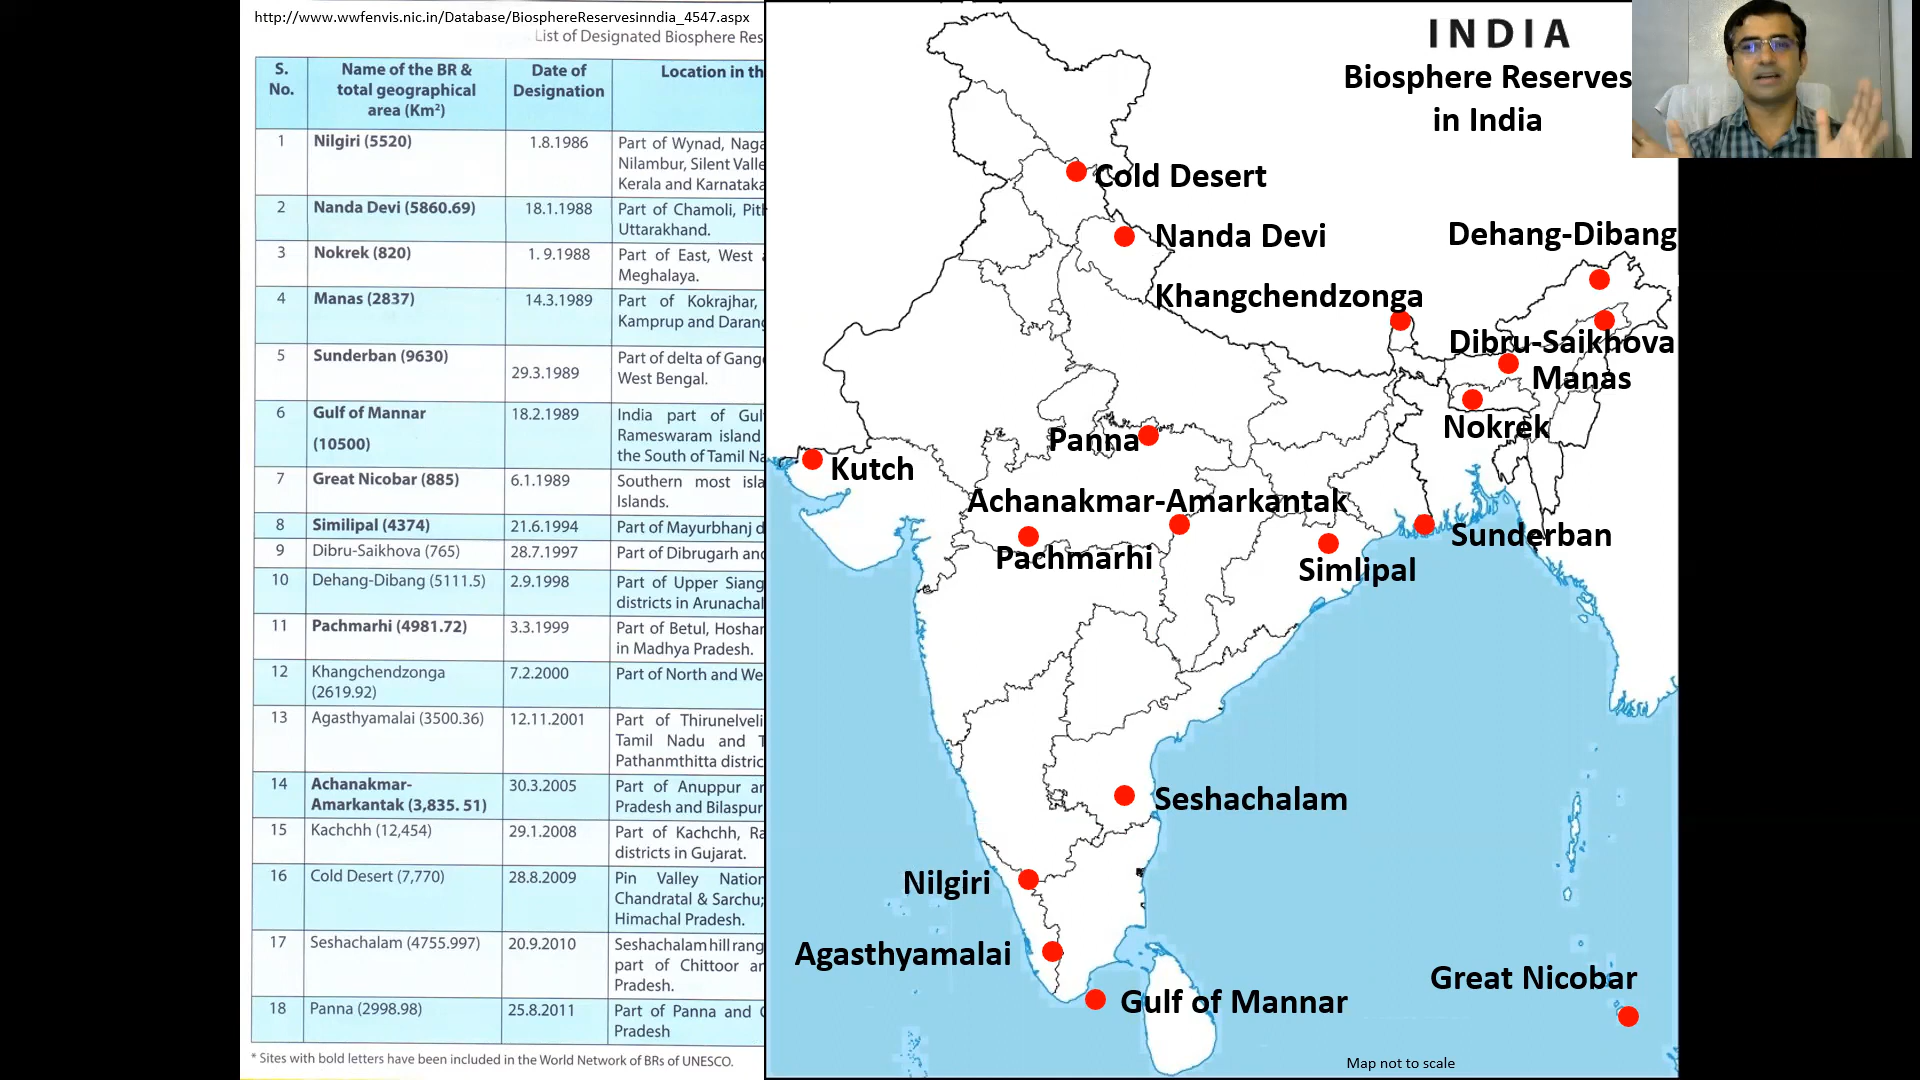 http://www.wwfenvis.nic.in/Database/BiosphereReservesinndia_4547.aspx
List of Designated Biosphere Res
S. No.
Name of the BR & total geographical area (Km²)
Date of Designation
Location in th
1
Nilgiri (5520)
1.8.1986
Part of Wynad, Naga
Nilambur, Silent Valle
Kerala and Karnataka
2
Nanda Devi (5860.69)
18.1.1988
Part of Chamoli, Pith
Uttarakhand.
3
Nokrek (820)
1. 9.1988
Part of East, West
Meghalaya.
4
Manas (2837)
14.3.1989
Part of Kokrajhar,
Kamprup and Darang
5
Sunderban (9630)
29.3.1989
Part of delta of Gang
West Bengal.
6
Gulf of Mannar
(10500)
18.2.1989
India part of Gul
Rameswaram island
the South of Tamil Na
7
Great Nicobar (885)
6.1.1989
Southern most isla
Islands.
8
Similipal (4374)
21.6.1994
Part of Mayurbhanj d
9
Dibru-Saikhova (765)
28.7.1997
Part of Dibrugarh and
10
Dehang-Dibang (5111.5)
2.9.1998
Part of Upper Siang
districts in Arunachal
11
Pachmarhi (4981.72)
3.3.1999
Part of Betul, Hoshan
in Madhya Pradesh.
12
Khangchendzonga
(2619.92)
7.2.2000
Part of North and We
13
Agasthyamalai (3500.36)
12.11.2001
Part of Thirunelveli
Tamil Nadu and T
Pathanmthitta distric
14
Achanakmar-
Amarkantak (3,835. 51)
30.3.2005
Part of Anuppur ar
Pradesh and Bilaspur
15
Kachchh (12,454)
29.1.2008
Part of Kachchh, Ra
districts in Gujarat.
16
Cold Desert (7,770)
28.8.2009
Pin Valley Nation
Chandratal & Sarchu;
Himachal Pradesh.
17
Seshachalam (4755.997)
20.9.2010
Seshachalam hill rang
part of Chittoor an
Pradesh.
18
Panna (2998.98)
25.8.2011
Part of Panna and C
Pradesh
* Sites with bold letters have been included in the World Network of BRs of UNESCO.
INDIA
Biosphere Reserves
in India
Cold Desert
Nanda Devi
Dehang-Dibang
Khangchendzonga
Dibru-Saikhova
Manas
Nokrek
Panna
Kutch
Achanakmar-Amarkantak
Sunderban
Pachmarhi
Simlipal
Seshachalam
Nilgiri
Agasthyamalai
Great Nicobar
Gulf of Mannar
Map not to scale